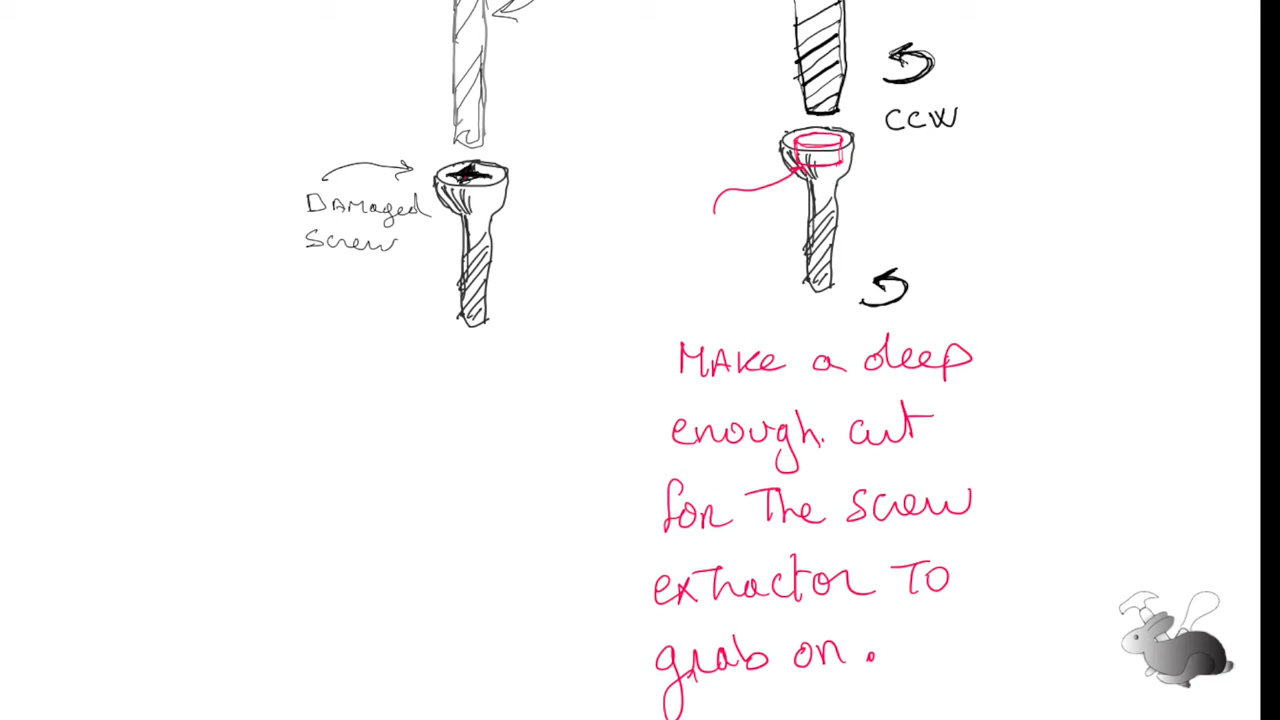 CCW
DAMaged
Screw
MAKe a deep
enough cut
for The screw
extractor To
grab on.